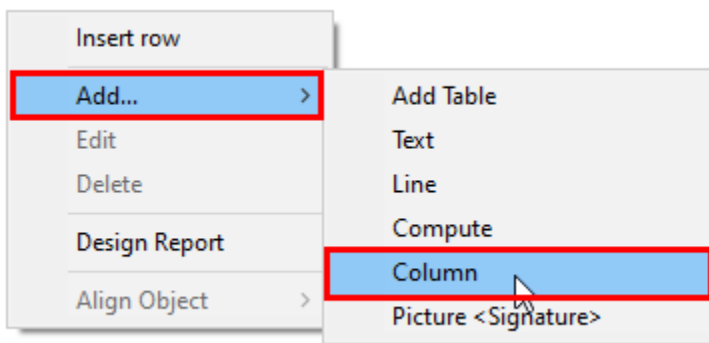 Insert row
Add...
Edit
Delete
Design Report
Align Object
Add Table
Text
Line
Compute
Column
Picture <Signature>